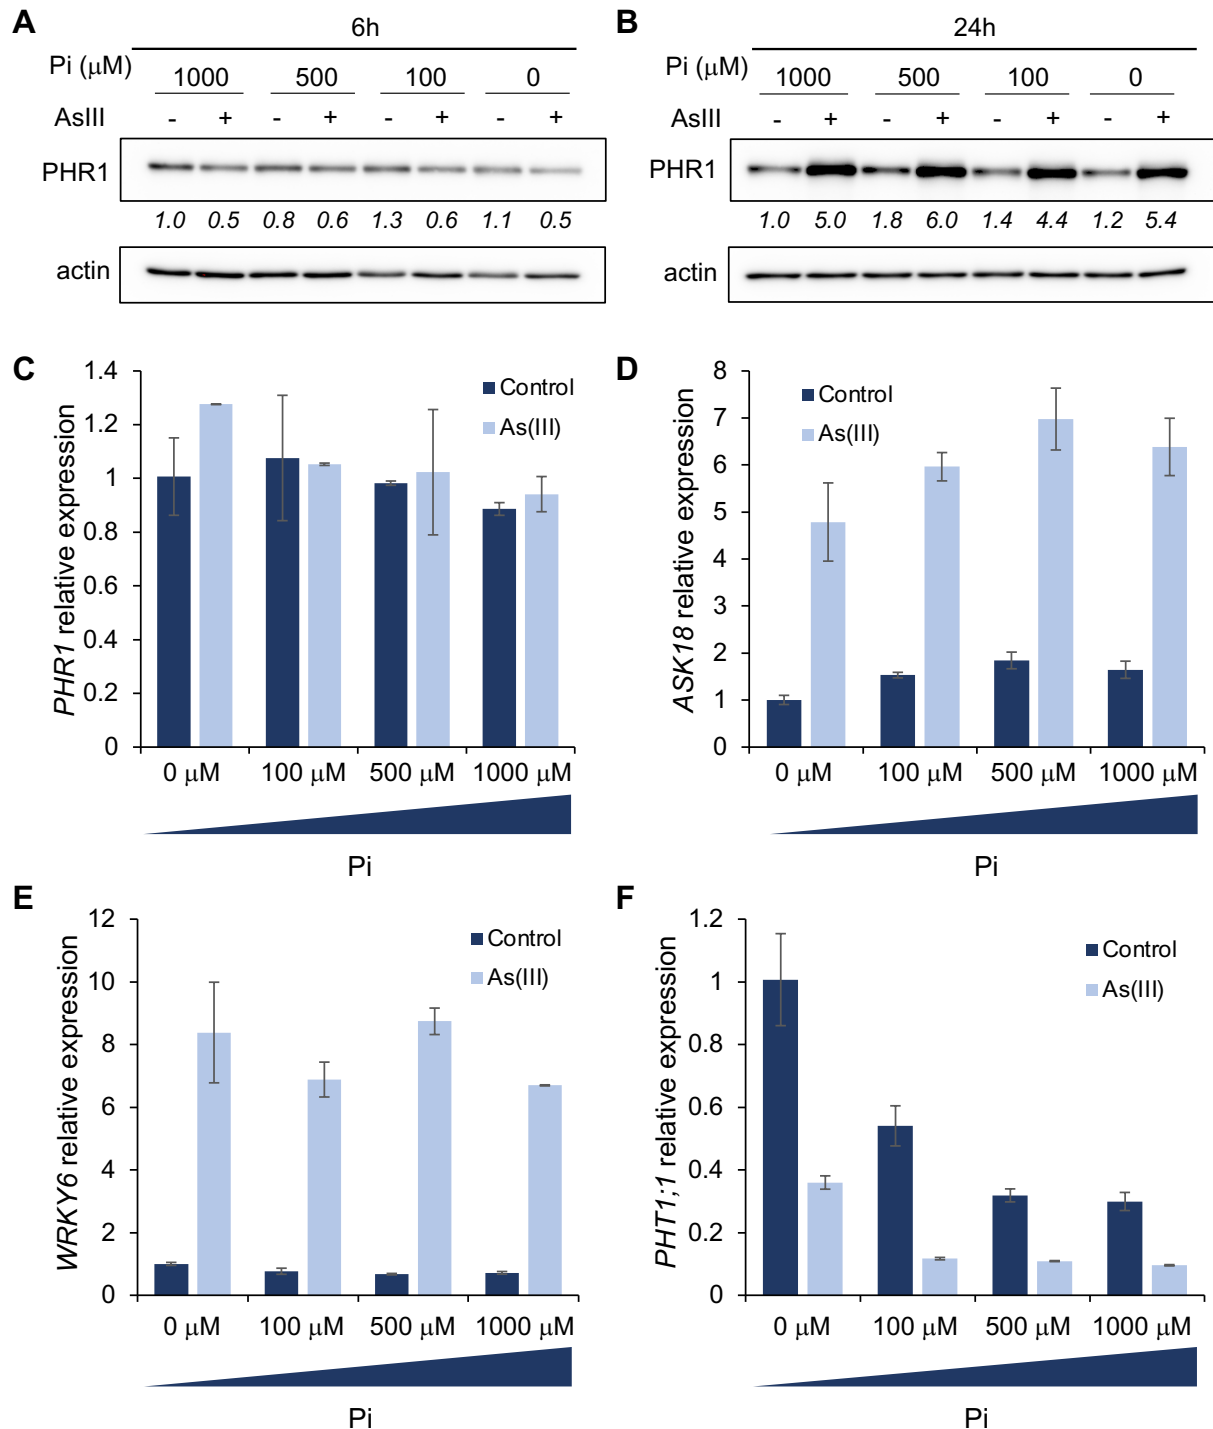 A
6h
Pi (μM)
1000 500 100 0
AsIII - + - + - + - +
PHR1
1.0 0.5 0.8 0.6 1.3 0.6 1.1 0.5
actin
B
24h
Pi (μM)
1000 500 100 0
AsIII - + - + - + - +
PHR1
1.0 5.0 1.8 6.0 1.4 4.4 1.2 5.4
actin
C
PHR1 relative expression
1.4
1.2
1
0.8
0.6
0.4
0.2
0
Control
As(III)
0 μM 100 μM 500 μM 1000 μM
Pi
D
ASK18 relative expression
8
7
6
5
4
3
2
1
0
Control
As(III)
0 μM 100 μM 500 μM 1000 μM
Pi
E
WRKY6 relative expression
12
10
8
6
4
2
0
Control
As(III)
0 μM 100 μM 500 μM 1000 μM
Pi
F
PHT1;1 relative expression
1.2
1
0.8
0.6
0.4
0.2
0
Control
As(III)
0 μM 100 μM 500 μM 1000 μM
Pi